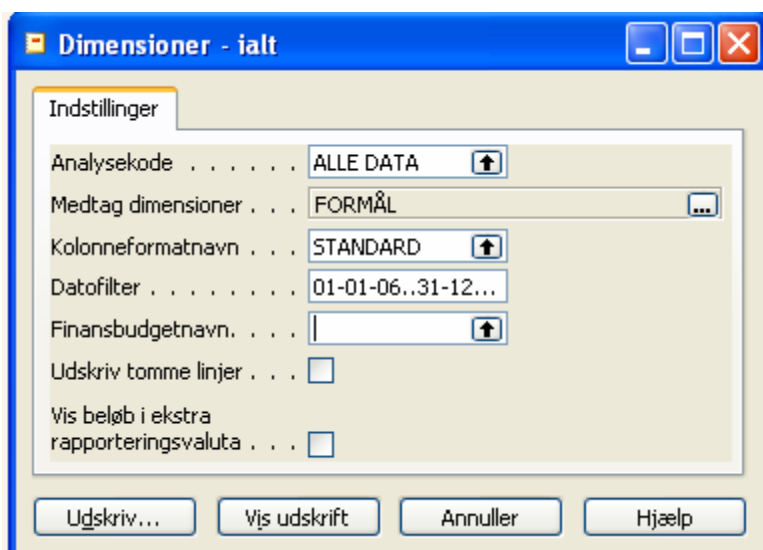 Dimensioner - ialt
Indstillinger
Analysekode . . . . . . ALLE DATA
Medtag dimensioner . . . FORMÅL ...
Kolonneformatnavn . . . STANDARD
Datofilter . . . . . . . . 01-01-06..31-12...
Finansbudgetnavn. . . .
Udskriv tomme linjer . . .
Vis beløb i ekstra
rapporteringsvaluta . . .
Udskriv... Vis udskrift Annuller Hjælp